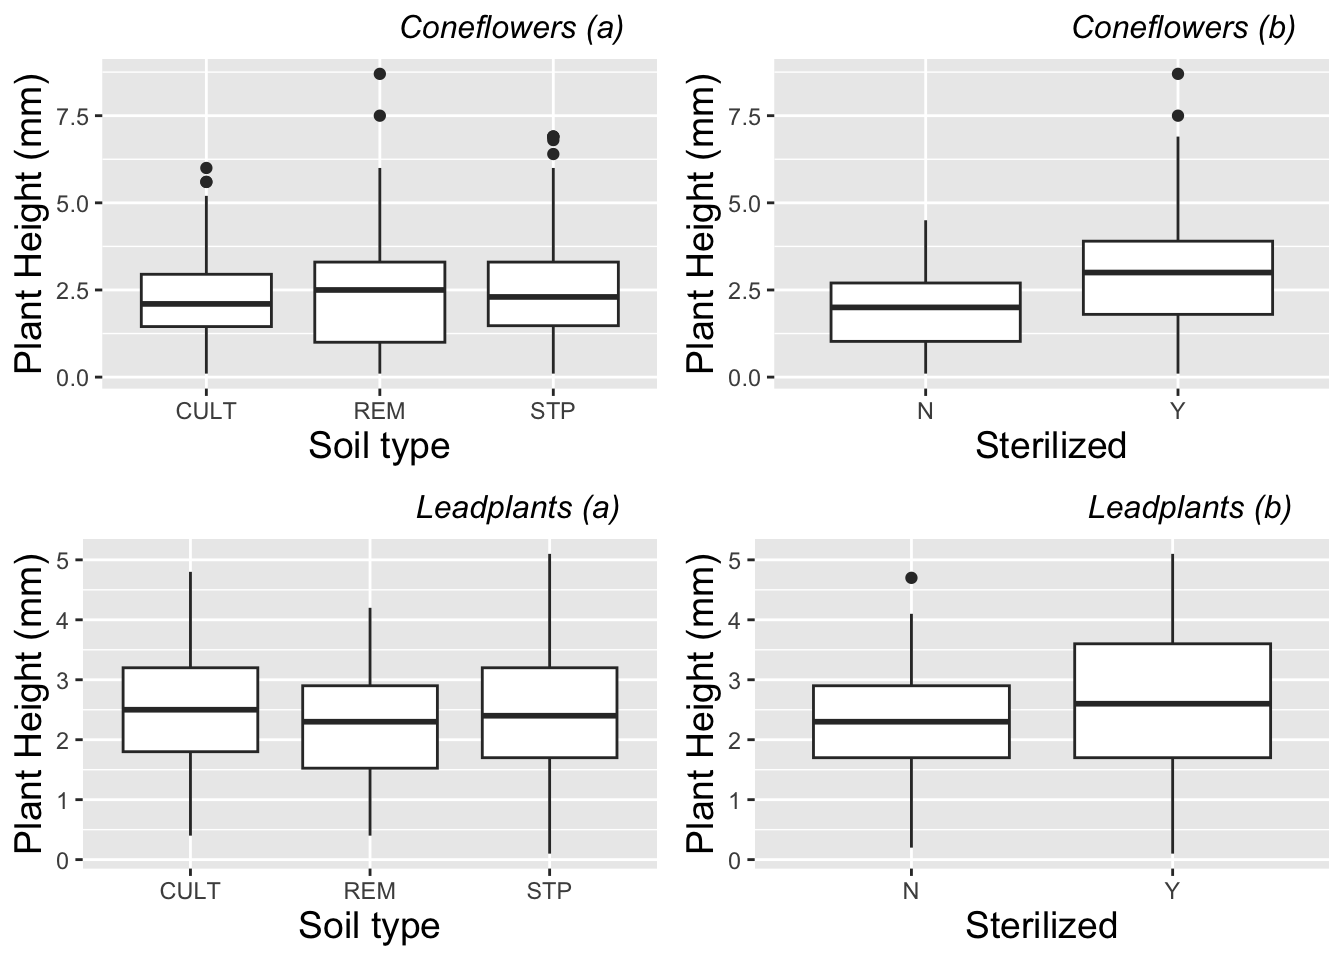 Coneflowers (a)
Plant Height (mm)
7.5
5.0
2.5
0.0
CULT REM STP
Soil type
Coneflowers (b)
Plant Height (mm)
7.5
5.0
2.5
0.0
N Y
Sterilized
Leadplants (a)
Plant Height (mm)
5
4
3
2
1
0
CULT REM STP
Soil type
Leadplants (b)
Plant Height (mm)
5
4
3
2
1
0
N Y
Sterilized